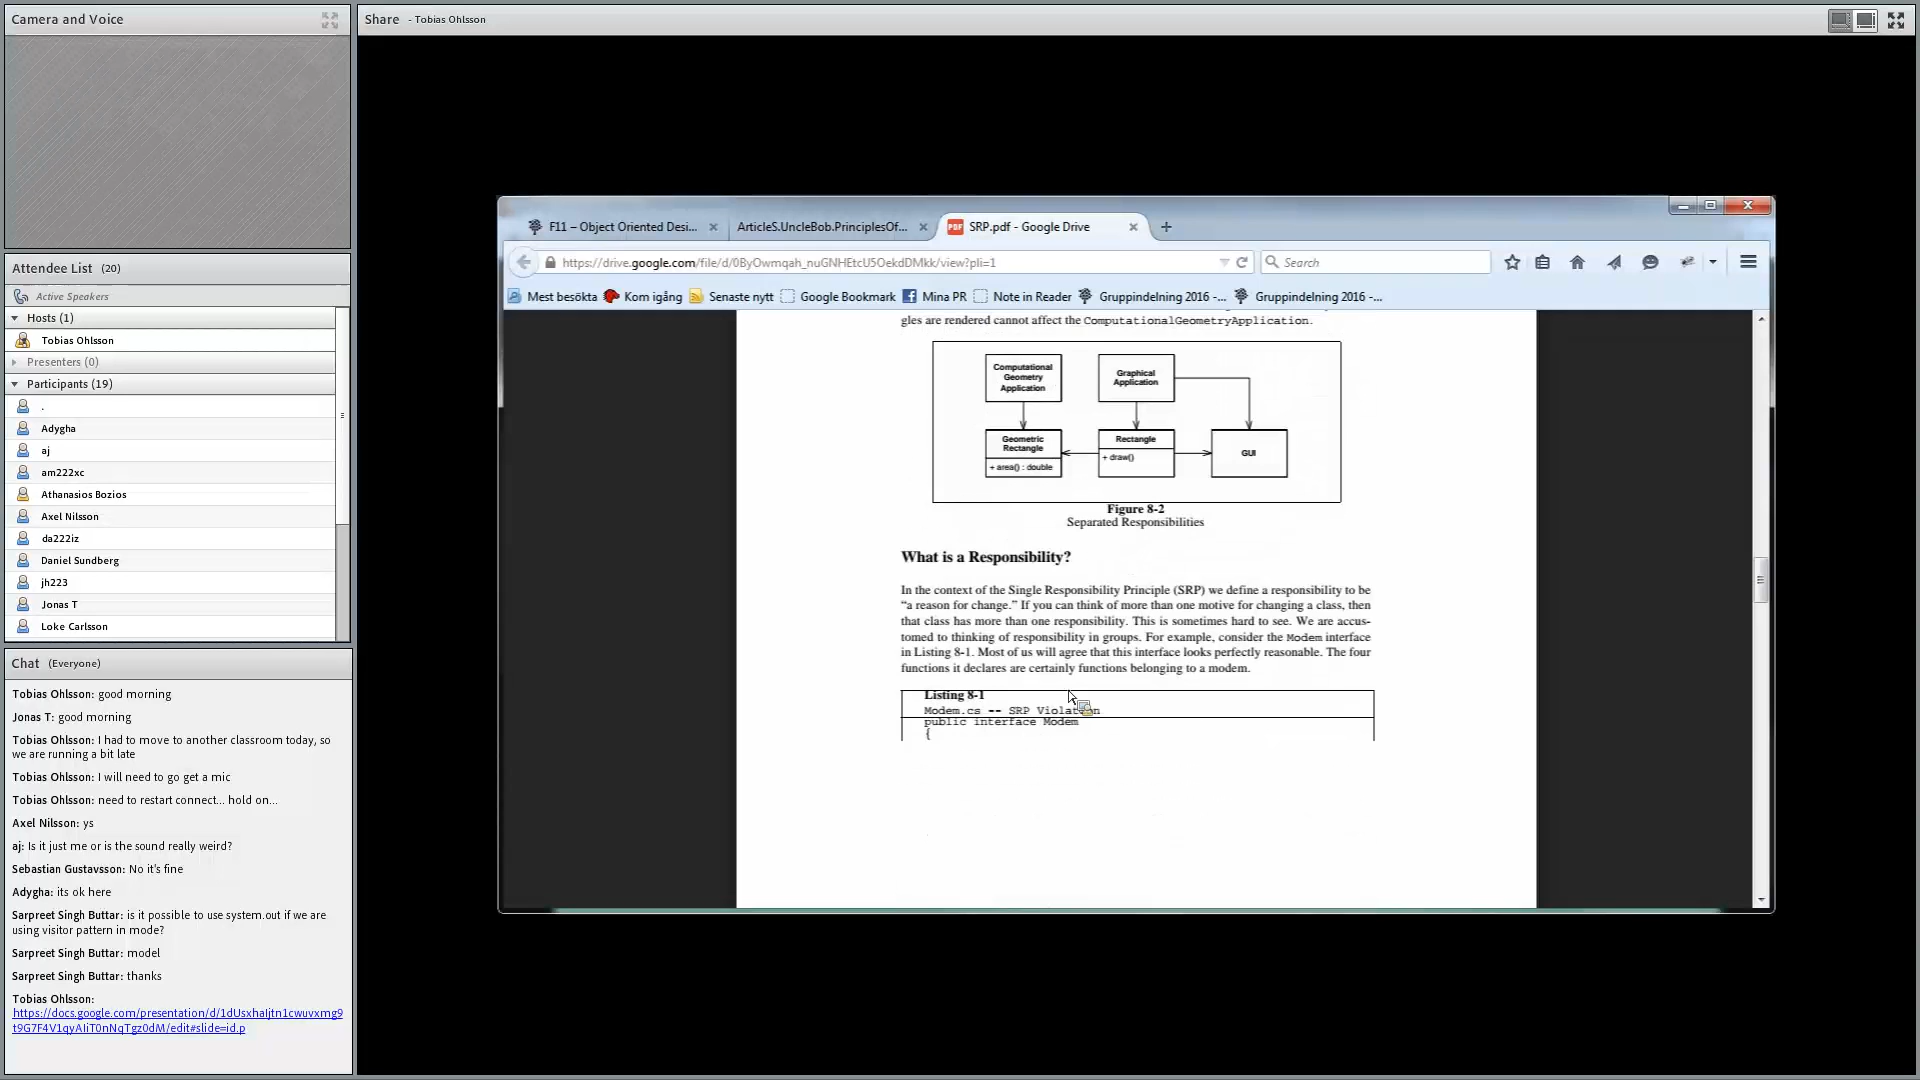 Camera and Voice
Attendee List (20)
Active Speakers
Hosts (1)
Tobias Ohlsson
Presenters (0)
Participants (19)
.
Adygha
aj
am222xc
Athanasios Bozios
Axel Nilsson
da222iz
Daniel Sundberg
jh223
Jonas T
Loke Carlsson
Chat (Everyone)
Tobias Ohlsson: good morning
Jonas T: good morning
Tobias Ohlsson: I had to move to another classroom today, so
we are running a bit late
Tobias Ohlsson: I will need to go get a mic
Tobias Ohlsson: need to restart connect... hold on...
Axel Nilsson: ys
aj: Is it just me or is the sound really weird?
Sebastian Gustavsson: No it's fine
Adygha: its ok here
Sarpreet Singh Buttar: is it possible to use system.out if we are
using visitor pattern in mode?
Sarpreet Singh Buttar: model
Sarpreet Singh Buttar: thanks
Tobias Ohlsson:
https://docs.google.com/presentation/d/1dUsxhaIjtn1cwuvxmg9
t9G7F4V1qyAIiT0nNqTgz0dM/edit#slide=id.p
Share - Tobias Ohlsson
F11 – Object Oriented Desi...
ArticleS.UncleBob.PrinciplesOf...
SRP.pdf - Google Drive
https://drive.google.com/file/d/0ByOwmqah_nuGNHEtcU5OekdDMkk/view?pli=1
Search
Mest besökta
Kom igång
Senaste nytt
Google Bookmark
Mina PR
Note in Reader
Gruppindelning 2016 -...
Gruppindelning 2016 -...
gles are rendered cannot affect the ComputationalGeometryApplication.
Computational
Geometry
Application
Graphical
Application
Geometric
Rectangle
+ area() : double
Rectangle
+ draw()
GUI
Figure 8-2
Separated Responsibilities
What is a Responsibility?
In the context of the Single Responsibility Principle (SRP) we define a responsibility to be
“a reason for change.” If you can think of more than one motive for changing a class, then
that class has more than one responsibility. This is sometimes hard to see. We are accus-
tomed to thinking of responsibility in groups. For example, consider the Modem interface
in Listing 8-1. Most of us will agree that this interface looks perfectly reasonable. The four
functions it declares are certainly functions belonging to a modem.
Listing 8-1
Modem.cs -- SRP Violation
public interface Modem
{